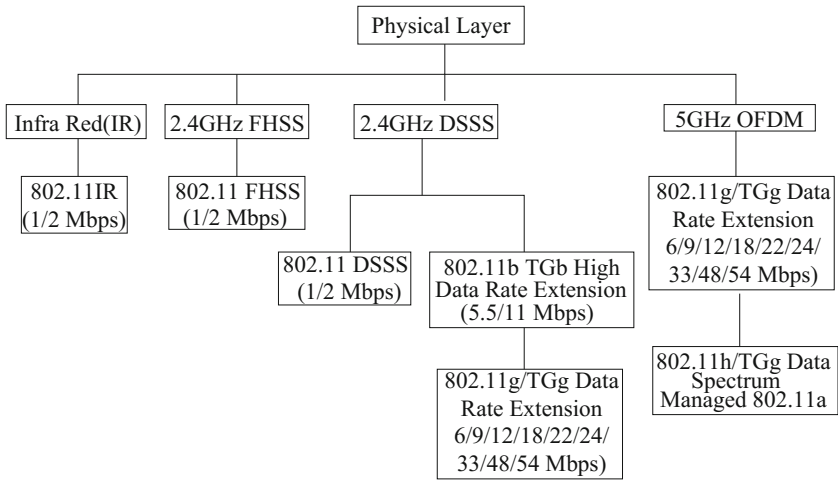 Physical Layer
Infra Red(IR)
2.4GHz FHSS
2.4GHz DSSS
5GHz OFDM
802.11IR
(1/2 Mbps)
802.11 FHSS
(1/2 Mbps)
802.11g/TGg Data
Rate Extension
6/9/12/18/22/24/
33/48/54 Mbps)
802.11 DSSS
(1/2 Mbps)
802.11b TGb High
Data Rate Extension
(5.5/11 Mbps)
802.11g/TGg Data
Rate Extension
6/9/12/18/22/24/
33/48/54 Mbps)
802.11h/TGg Data
Spectrum
Managed 802.11a